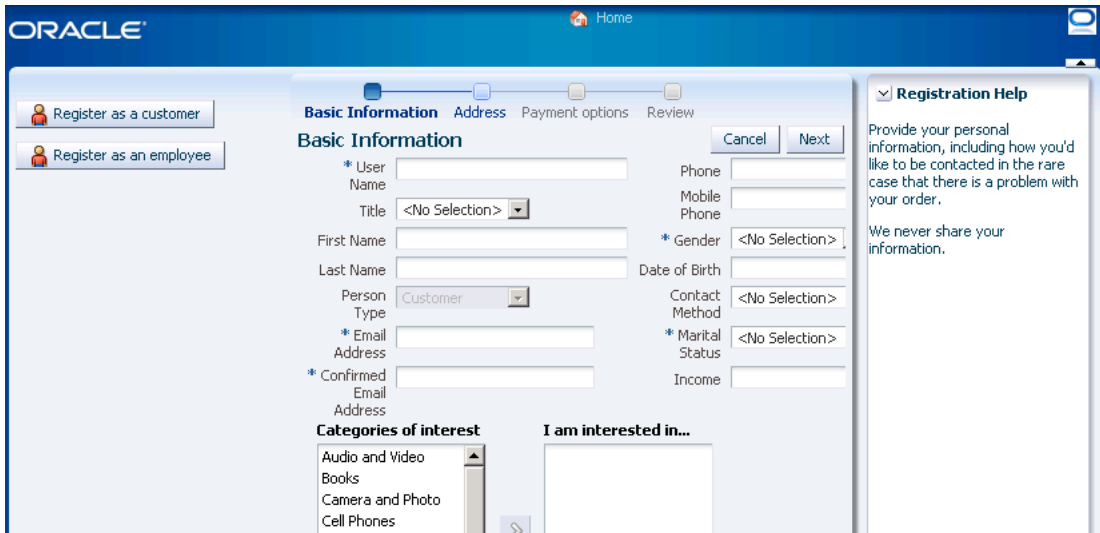 ORACLE
Home
Register as a customer
Register as an employee
Basic Information Address Payment options Review
Basic Information
Cancel Next
* User
Name
Title <No Selection>
First Name
Last Name
Person
Type
Customer
* Email
Address
* Confirmed
Email
Address
Phone
Mobile
Phone
* Gender <No Selection>
Date of Birth
Contact
Method
<No Selection>
* Marital
Status
<No Selection>
Income
Categories of interest
Audio and Video
Books
Camera and Photo
Cell Phones
I am interested in...
Registration Help
Provide your personal
information, including how you'd
like to be contacted in the rare
case that there is a problem with
your order.
We never share your
information.